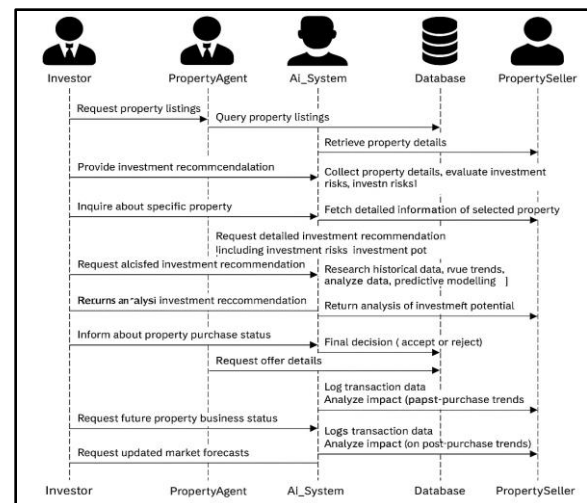 Investor PropertyAgent Ai_System Database PropertySeller
Request property listings
Query property listings
Retrieve property details
Provide investment recommcendalation
Collect property details, evaluate investment
risks, investn risks]
Inquire about specific property
Fetch detailed information of selected property
Request detailed investment recommendation
[including investment risks investment pot
Request alcisfed investment recommendation
Research historical data, rvue trends,
analyze data, predictive modelling ]
Recurns an-alysi investment reccommendation
Return analysis of investmeft potential
Inform about property purchase status
Final decision ( accept or reject)
Request offer details
Log transaction data
Analyze impact (papst-purchase trends
Request future property business status
Logs transaction data
Analyze impact (on post-purchase trends)
Request updated market forecasts
Investor PropertyAgent Ai_System Database PropertySeller